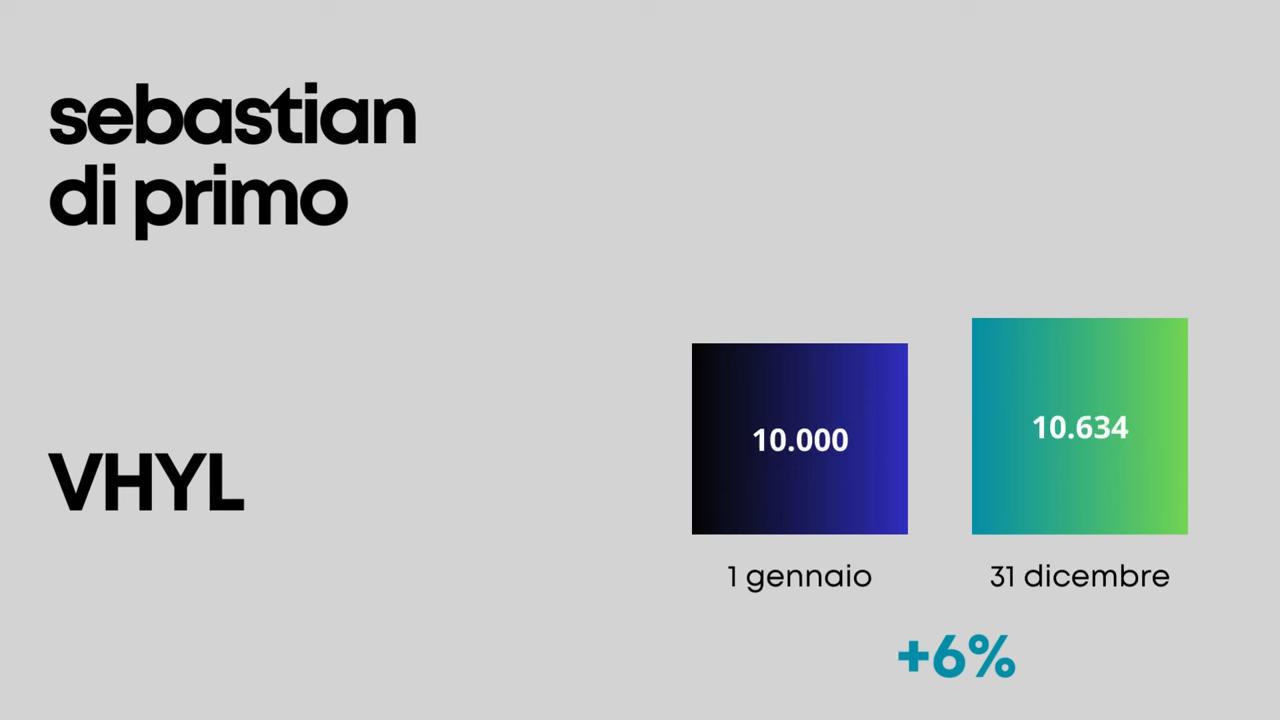 sebastian
di primo
VHYL
10.000
10.634
1 gennaio
31 dicembre
+6%